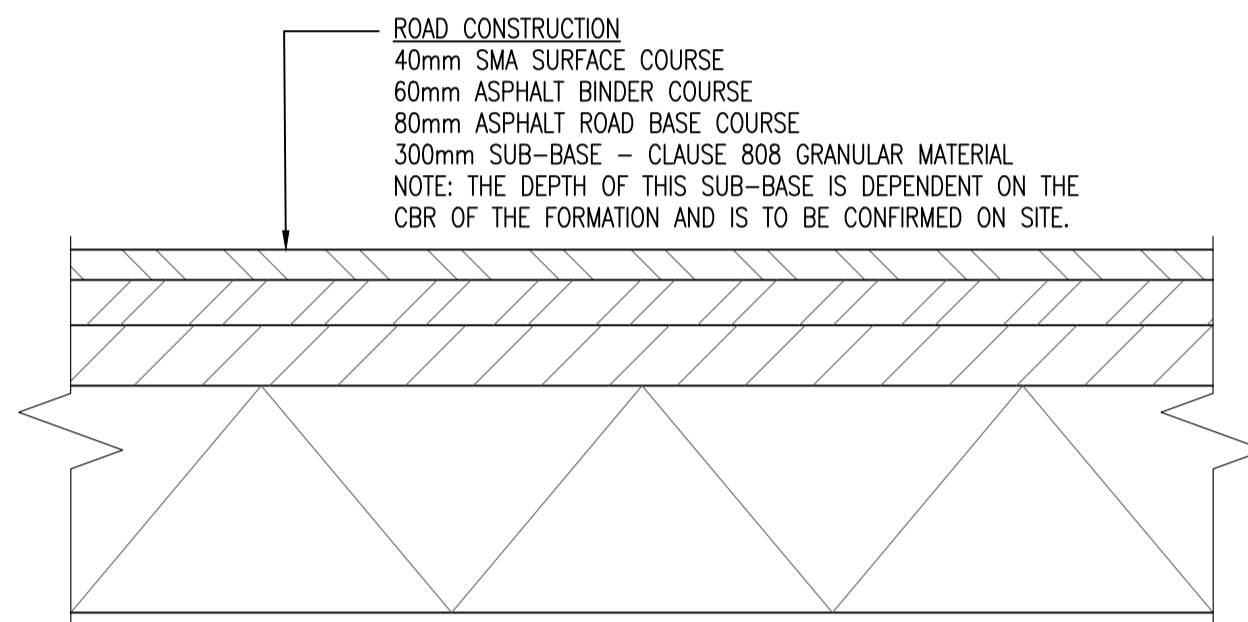 ROAD CONSTRUCTION
40mm SMA SURFACE COURSE
60mm ASPHALT BINDER COURSE
80mm ASPHALT ROAD BASE COURSE
300mm SUB-BASE - CLAUSE 808 GRANULAR MATERIAL
NOTE: THE DEPTH OF THIS SUB-BASE IS DEPENDENT ON THE
CBR OF THE FORMATION AND IS TO BE CONFIRMED ON SITE.